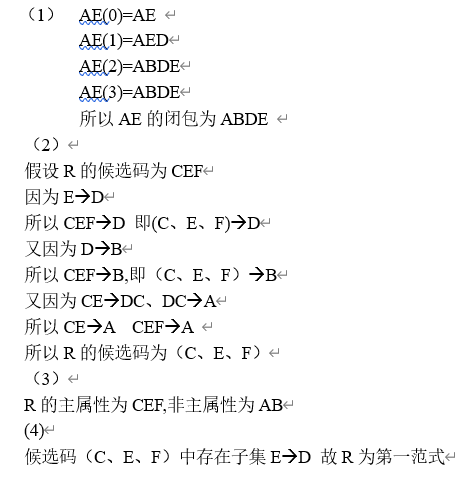 （1） AE(0)=AE
AE(1)=AED
AE(2)=ABDE
AE(3)=ABDE
所以 AE 的闭包为 ABDE
（2）
假设 R 的候选码为 CEF
因为 E→D
所以 CEF→D 即(C、E、F)→D
又因为 D→B
所以 CEF→B,即（C、E、F）→B
又因为 CE→DC、DC→A
所以 CE→A CEF→A
所以 R 的候选码为（C、E、F）
（3）
R 的主属性为 CEF,非主属性为 AB
(4)
候选码（C、E、F）中存在子集 E→D 故 R 为第一范式